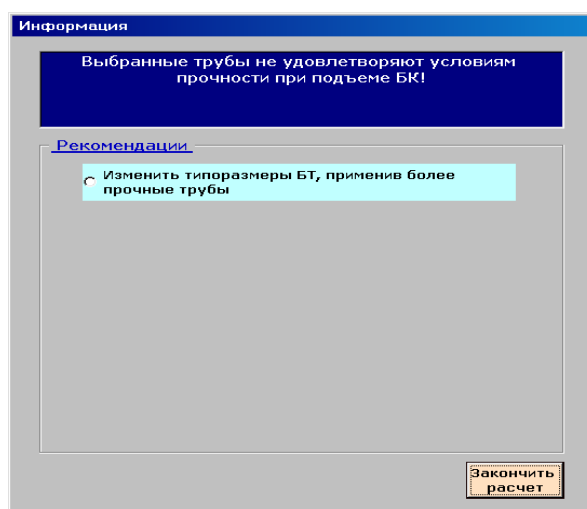 Информация
Выбранные трубы не удовлетворяют условиям
прочности при подъеме БК!
Рекомендации
Изменить типоразмеры БТ, применив более
прочные трубы
Закончить
расчет